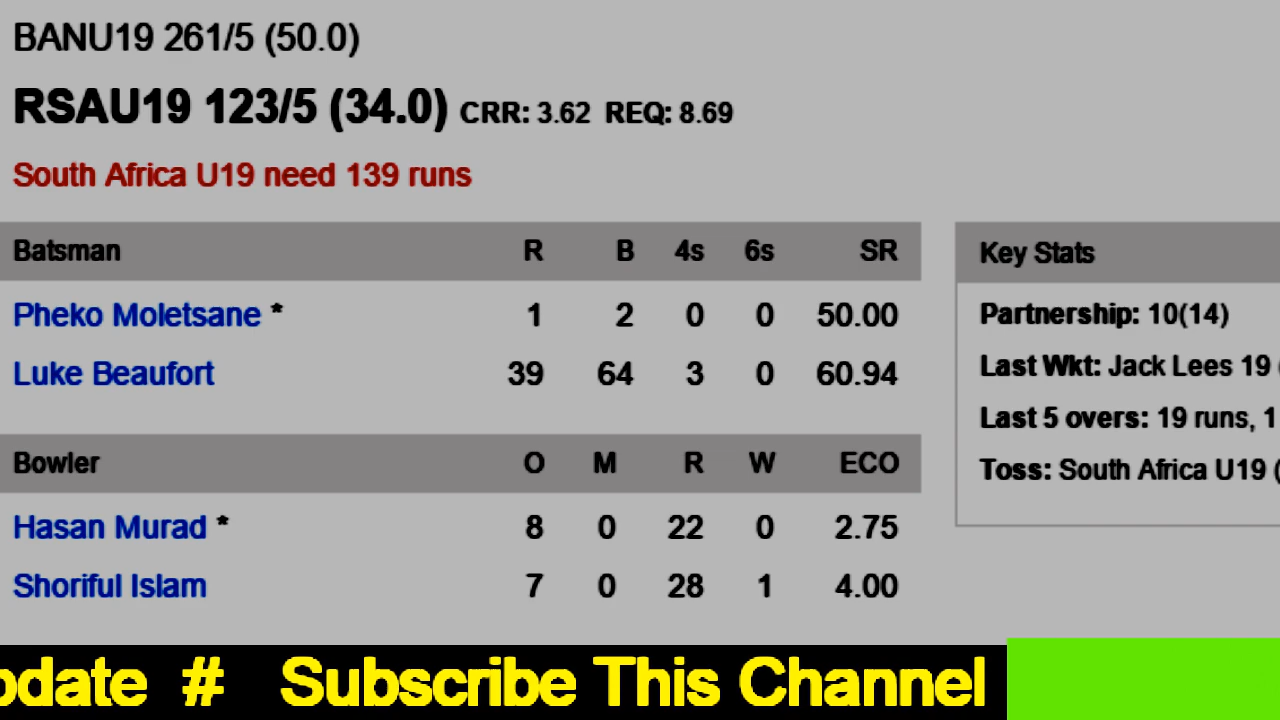 BANU19 261/5 (50.0)
RSAU19 123/5 (34.0) CRR: 3.62 REQ: 8.69
South Africa U19 need 139 runs
Batsman R B 4s 6s SR
Pheko Moletsane * 1 2 0 0 50.00
Luke Beaufort 39 64 3 0 60.94
Bowler O M R W ECO
Hasan Murad * 8 0 22 0 2.75
Shoriful Islam 7 0 28 1 4.00
Key Stats
Partnership: 10(14)
Last Wkt: Jack Lees 19
Last 5 overs: 19 runs, 1
Toss: South Africa U19 (
pdate # Subscribe This Channel